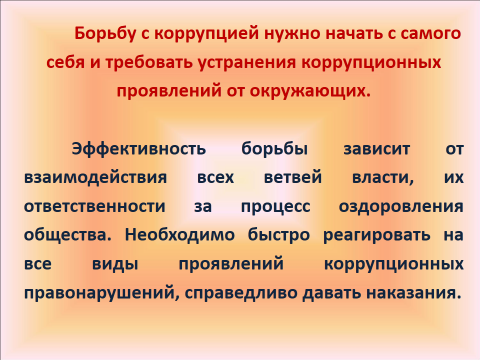 Борьбу с коррупцией нужно начать с самого
себя и требовать устранения коррупционных
проявлений от окружающих.
Эффективность борьбы зависит от
взаимодействия всех ветвей власти, их
ответственности за процесс оздоровления
общества. Необходимо быстро реагировать на
все виды проявлений коррупционных
правонарушений, справедливо давать наказания.